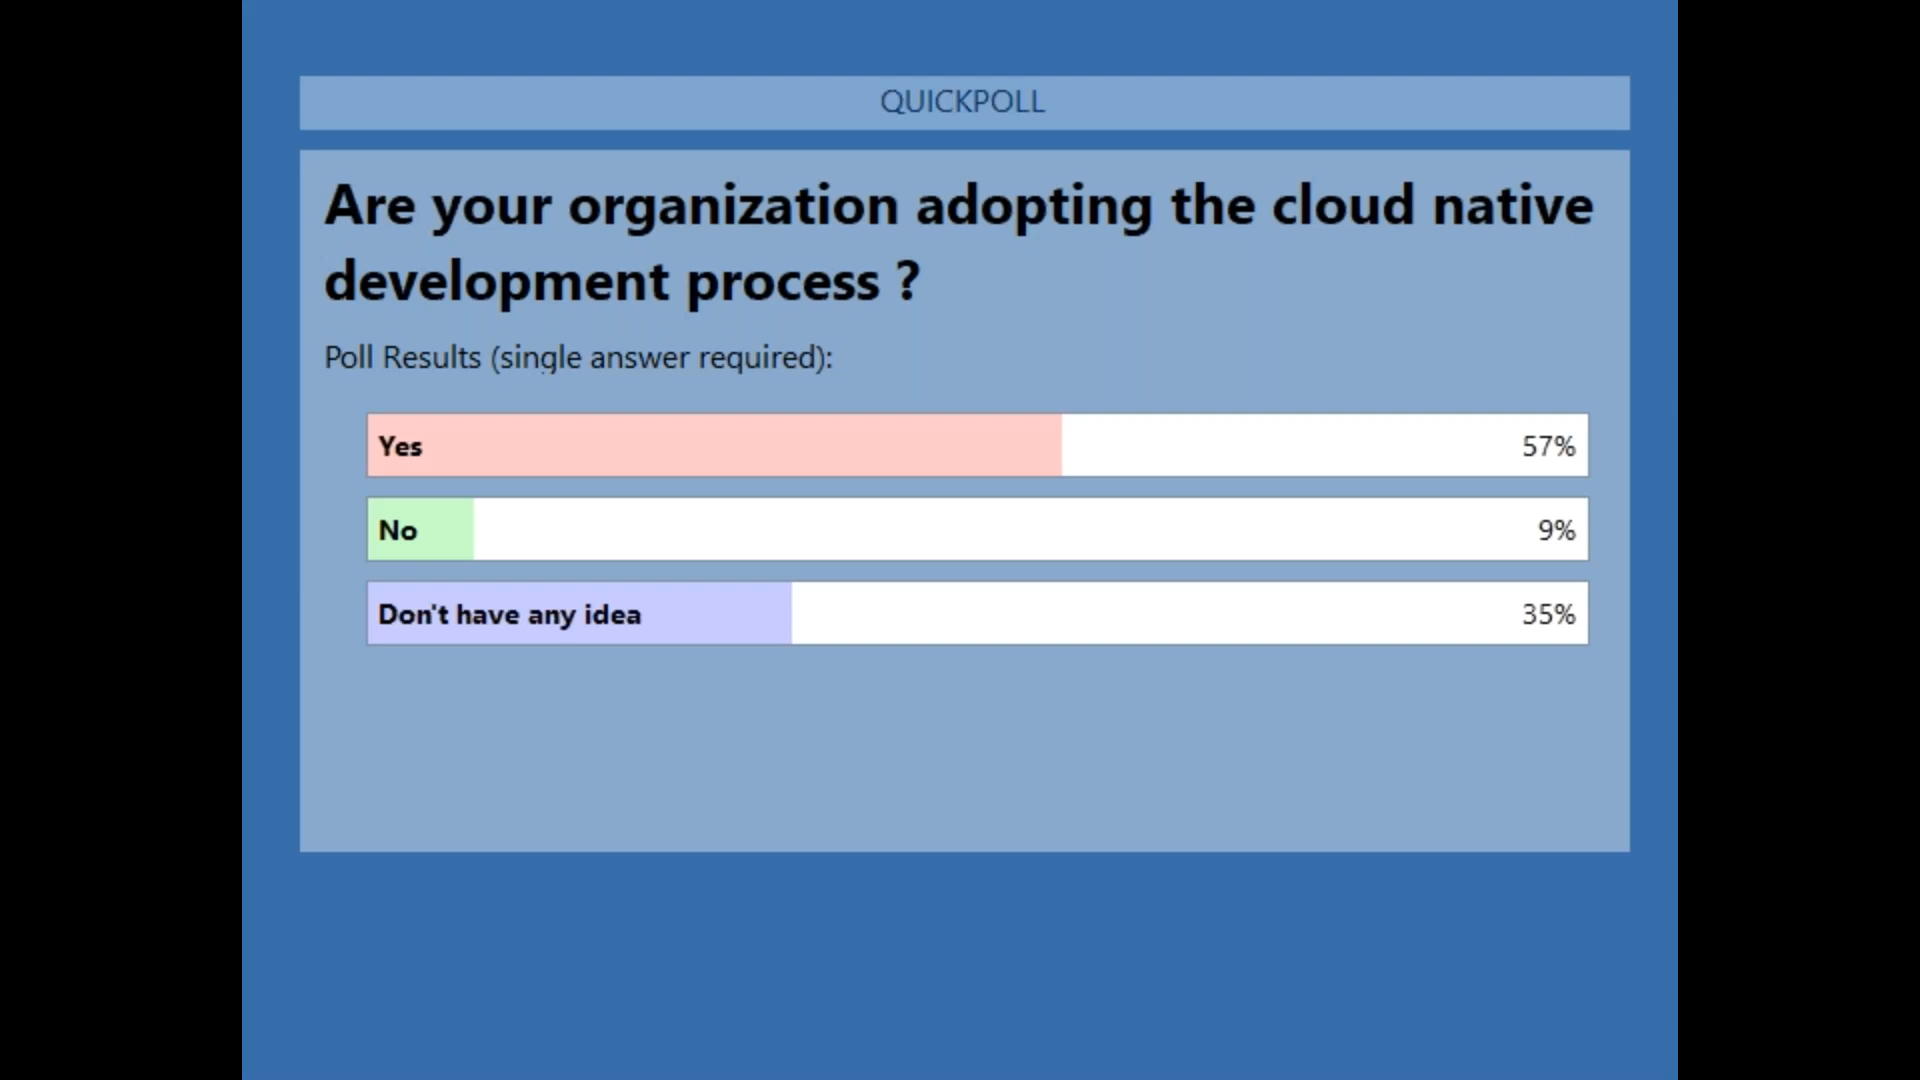 QUICKPOLL
Are your organization adopting the cloud native
development process ?
Poll Results (single answer required):
Yes 57%
No 9%
Don't have any idea 35%